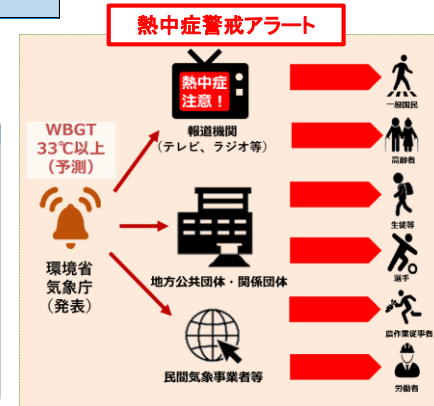 熱中症警戒アラート
熱中症
注意！
WBGT
33℃以上
（予測）
報道機関
（テレビ、ラジオ等）
環境省
気象庁
（発表）
地方公共団体・関係団体
民間気象事業者等
一般国民
高齢者
生徒等
選手
農作業従事者
労働者